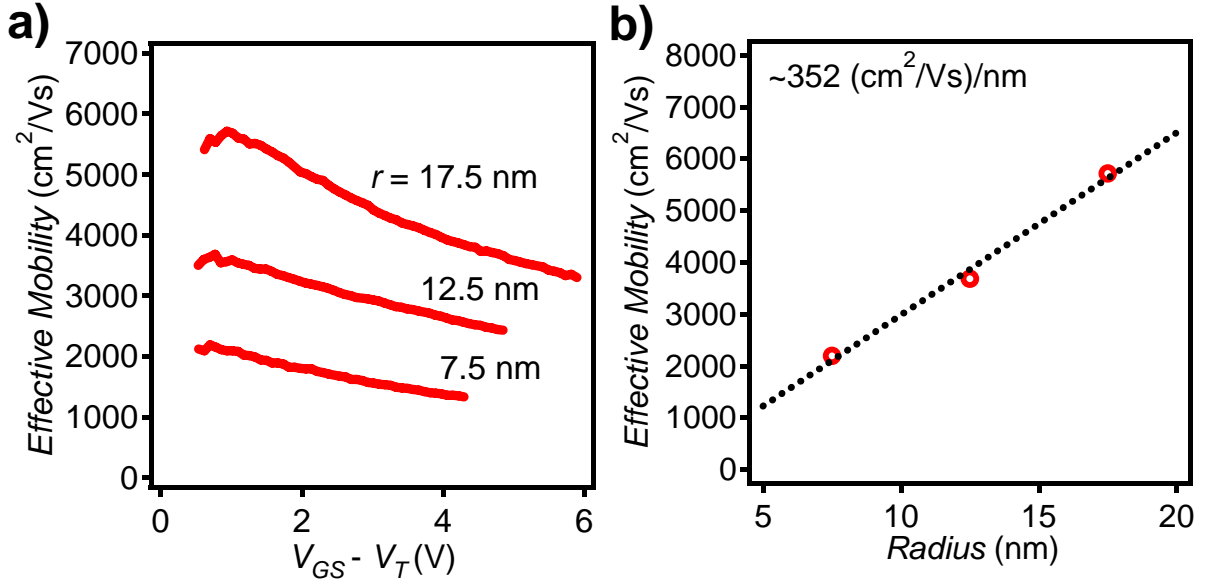 a)
Effective Mobility (cm²/Vs)
7000
6000
5000
4000
3000
2000
1000
0
r = 17.5 nm
12.5 nm
7.5 nm
0 2 4 6
V_GS - V_T (V)
b)
Effective Mobility (cm²/Vs)
8000
7000
6000
5000
4000
3000
2000
1000
0
~352 (cm²/Vs)/nm
5 10 15 20
Radius (nm)